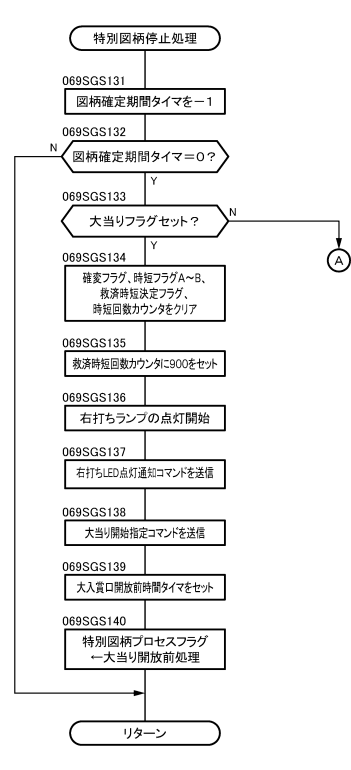 特別図柄停止処理
069SGS131
図柄確定期間タイマを－1
069SGS132
N
図柄確定期間タイマ＝0？
Y
069SGS133
大当りフラグセット？
N
Y
A
069SGS134
確変フラグ、時短フラグA～B、
救済時短決定フラグ、
時短回数カウンタをクリア
069SGS135
救済時短回数カウンタに900をセット
069SGS136
右打ちランプの点灯開始
069SGS137
右打ちLED点灯通知コマンドを送信
069SGS138
大当り開始指定コマンドを送信
069SGS139
大入賞口開放前時間タイマをセット
069SGS140
特別図柄プロセスフラグ
←大当り開放前処理
リターン